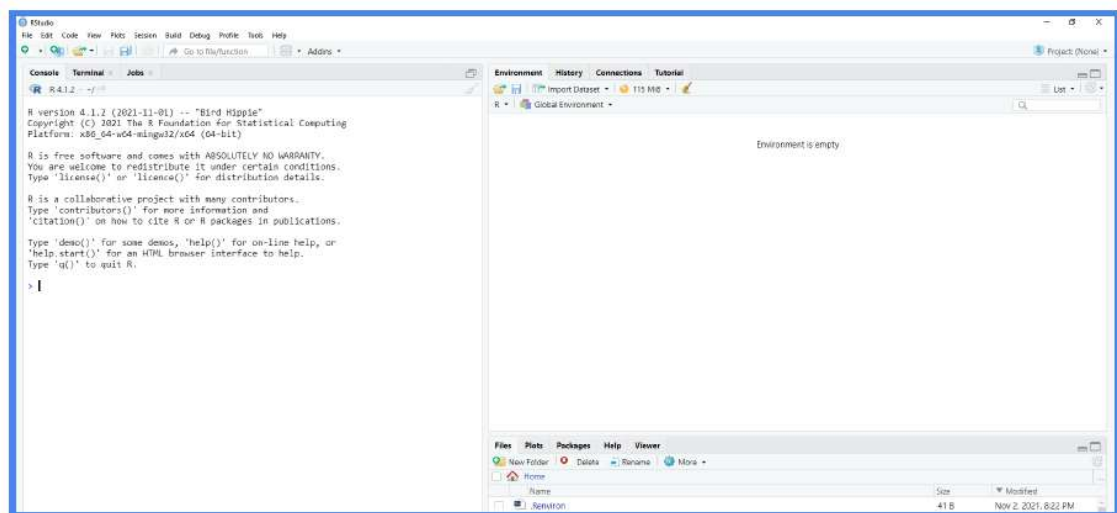 RStudio
File Edit Code View Plots Session Build Debug Profile Tools Help
Go to file/function Addins
Project: (None)
Console Terminal Jobs
R 4.1.2 ~/
R version 4.1.2 (2021-11-01) -- "Bird Hippie"
Copyright (C) 2021 The R Foundation for Statistical Computing
Platform: x86_64-w64-mingw32/x64 (64-bit)
R is free software and comes with ABSOLUTELY NO WARRANTY.
You are welcome to redistribute it under certain conditions.
Type 'license()' or 'licence()' for distribution details.
R is a collaborative project with many contributors.
Type 'contributors()' for more information and
'citation()' on how to cite R or R packages in publications.
Type 'demo()' for some demos, 'help()' for on-line help, or
'help.start()' for an HTML browser interface to help.
Type 'q()' to quit R.
>
Environment History Connections Tutorial
Import Dataset 115 MiB List
R Global Environment
Environment is empty
Files Plots Packages Help Viewer
New Folder Delete Rename More
Home
Name Size Modified
.Renviron 41 B Nov 2, 2021, 8:22 PM